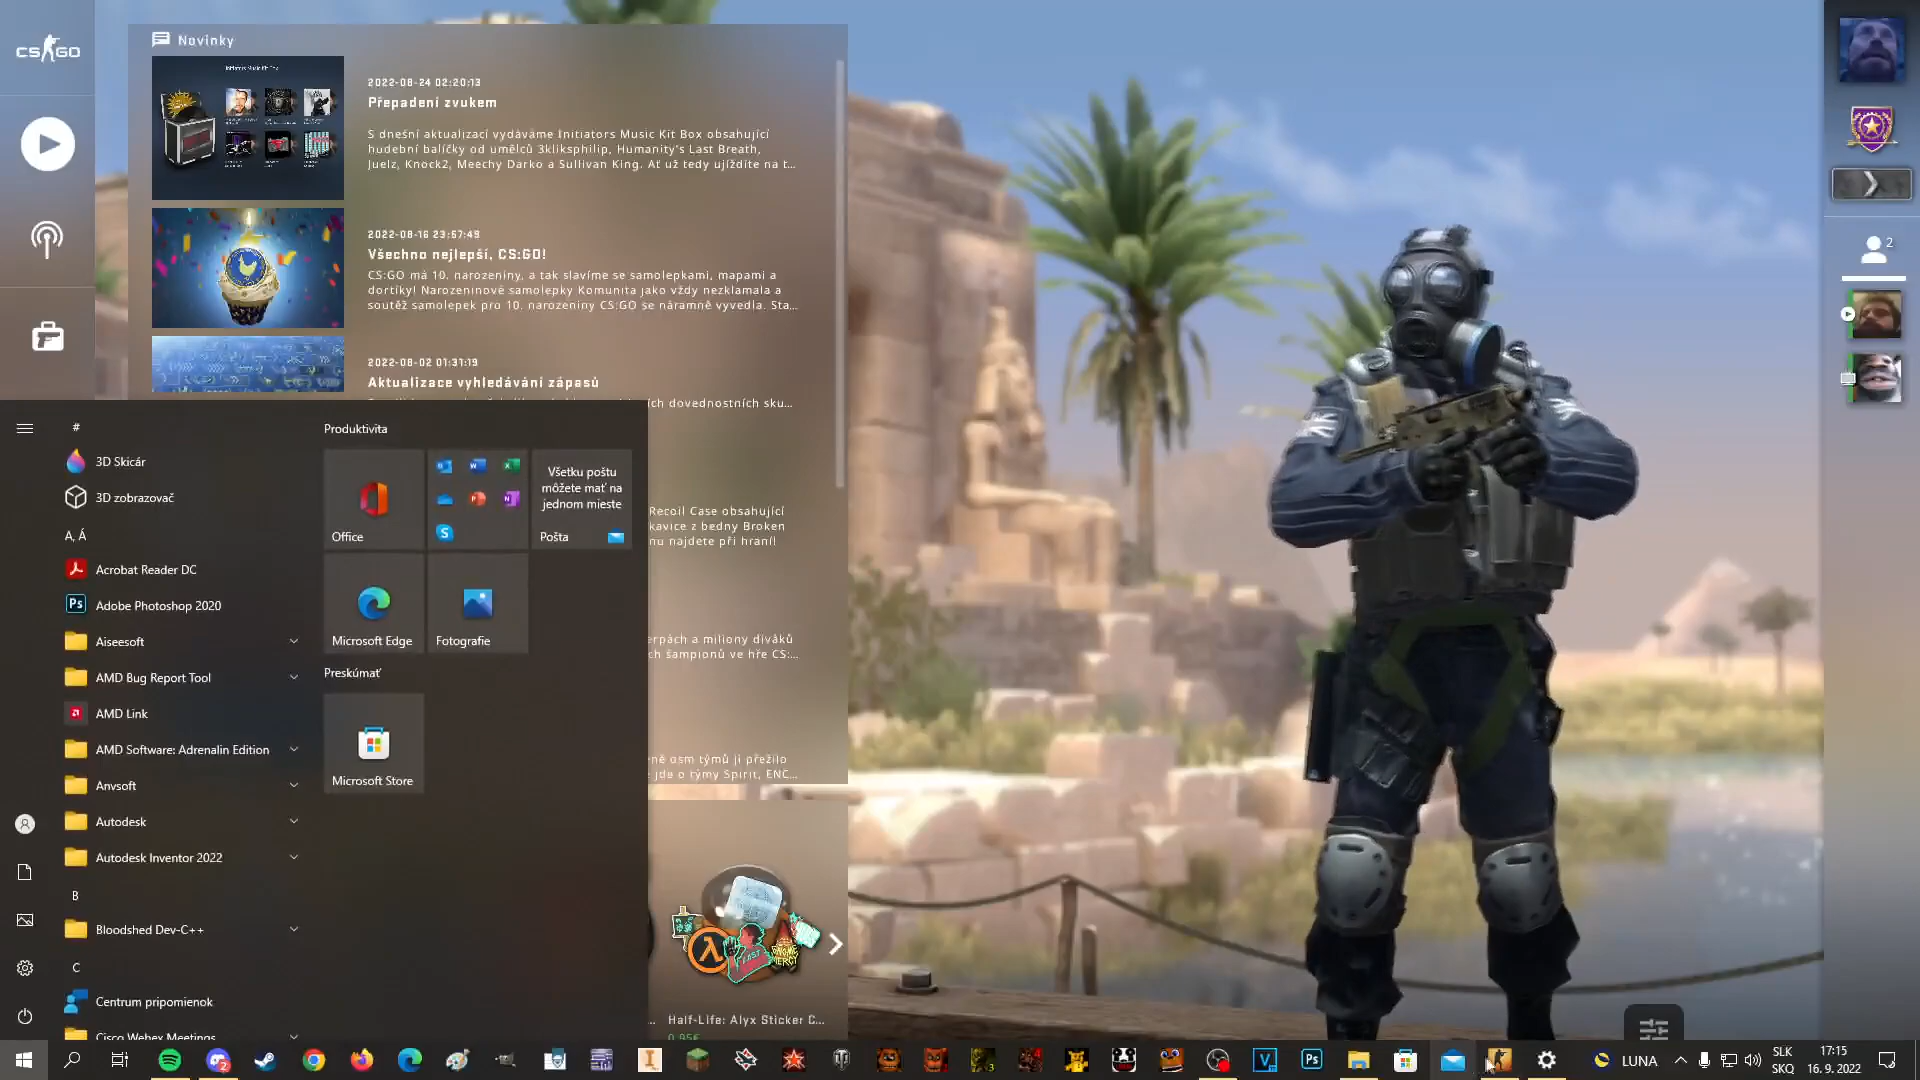 CS GO
Novinky
2022-08-24 02:20:13
Přepadení zvukem
S dnešní aktualizací vydáváme Initiators Music Kit Box obsahující
hudební balíčky od umělců 3kliksphilip, Humanity's Last Breath,
Juelz, Knock2, Meechy Darko a Sullivan King. Ať už tedy ujíždíte na t...
2022-08-16 23:57:49
Všechno nejlepší, CS:GO!
CS:GO má 10. narozeniny, a tak slavíme se samolepkami, mapami a
dortíky! Narozeninové samolepky Komunita jako vždy nezklamala a
soutěž samolepek pro 10. narozeniny CS:GO se náramně vyvedla. Sta...
2022-08-02 01:31:19
Aktualizace vyhledávání zápasů
ích dovednostních sku...
Recoil Case obsahující
kavice z bedny Broken
nu najdete při hraní!
erpách a miliony diváků
ch šampionů ve hře CS:...
ně osm týmů ji přežilo
jde o týmy Spirit, ENC...
Half-Life: Alyx Sticker C...
0,95€
2
#
3D Skicár
3D zobrazovač
A, Á
Acrobat Reader DC
Adobe Photoshop 2020
Aiseesoft
AMD Bug Report Tool
AMD Link
AMD Software: Adrenalin Edition
Anvsoft
Autodesk
Autodesk Inventor 2022
B
Bloodshed Dev-C++
C
Centrum pripomienok
Cisco Webex Meetings
Produktivita
Office
Všetku poštu
môžete mať na
jednom mieste
Pošta
Microsoft Edge
Fotografie
Preskúmať
Microsoft Store
LUNA
SLK
SKQ
17:15
16. 9. 2022